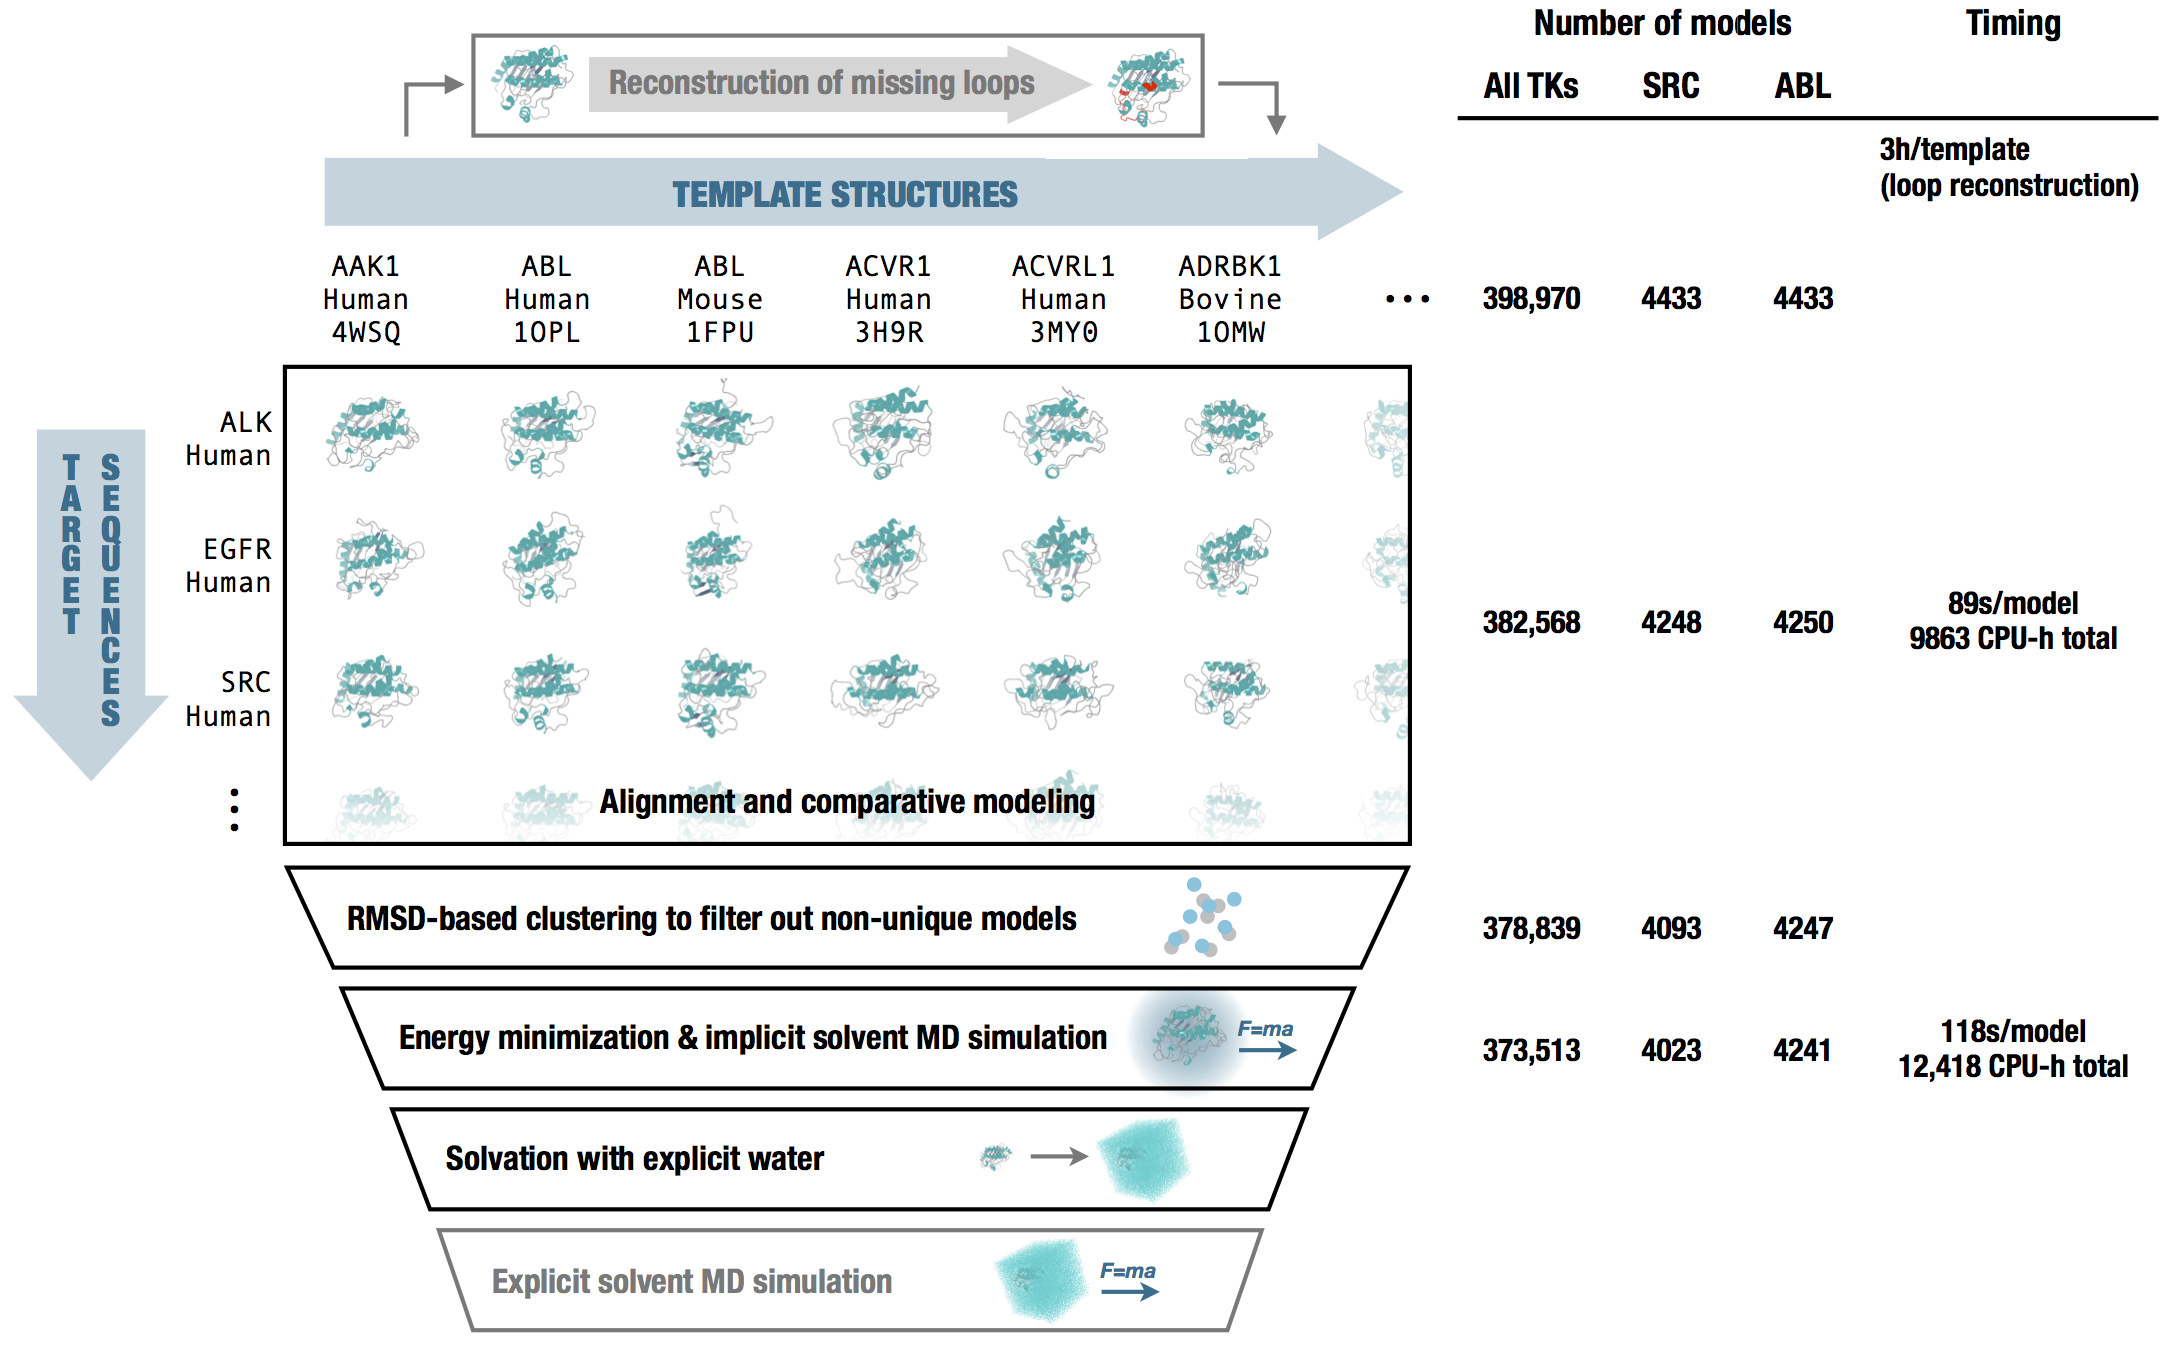 Number of models Timing
All TKs SRC ABL
Reconstruction of missing loops
3h/template
(loop reconstruction)
TEMPLATE STRUCTURES
AAK1 ABL ABL ACVR1 ACVRL1 ADRBK1
Human Human Mouse Human Human Bovine
4WSQ 1OPL 1FPU 3H9R 3MY0 1OMW
... 398,970 4433 4433
TARGET
SEQUENCES
ALK
Human
EGFR
Human
SRC
Human
⋮
Alignment and comparative modeling
382,568 4248 4250
89s/model
9863 CPU-h total
RMSD-based clustering to filter out non-unique models
378,839 4093 4247
Energy minimization & implicit solvent MD simulation
F=ma
373,513 4023 4241
118s/model
12,418 CPU-h total
Solvation with explicit water
Explicit solvent MD simulation
F=ma